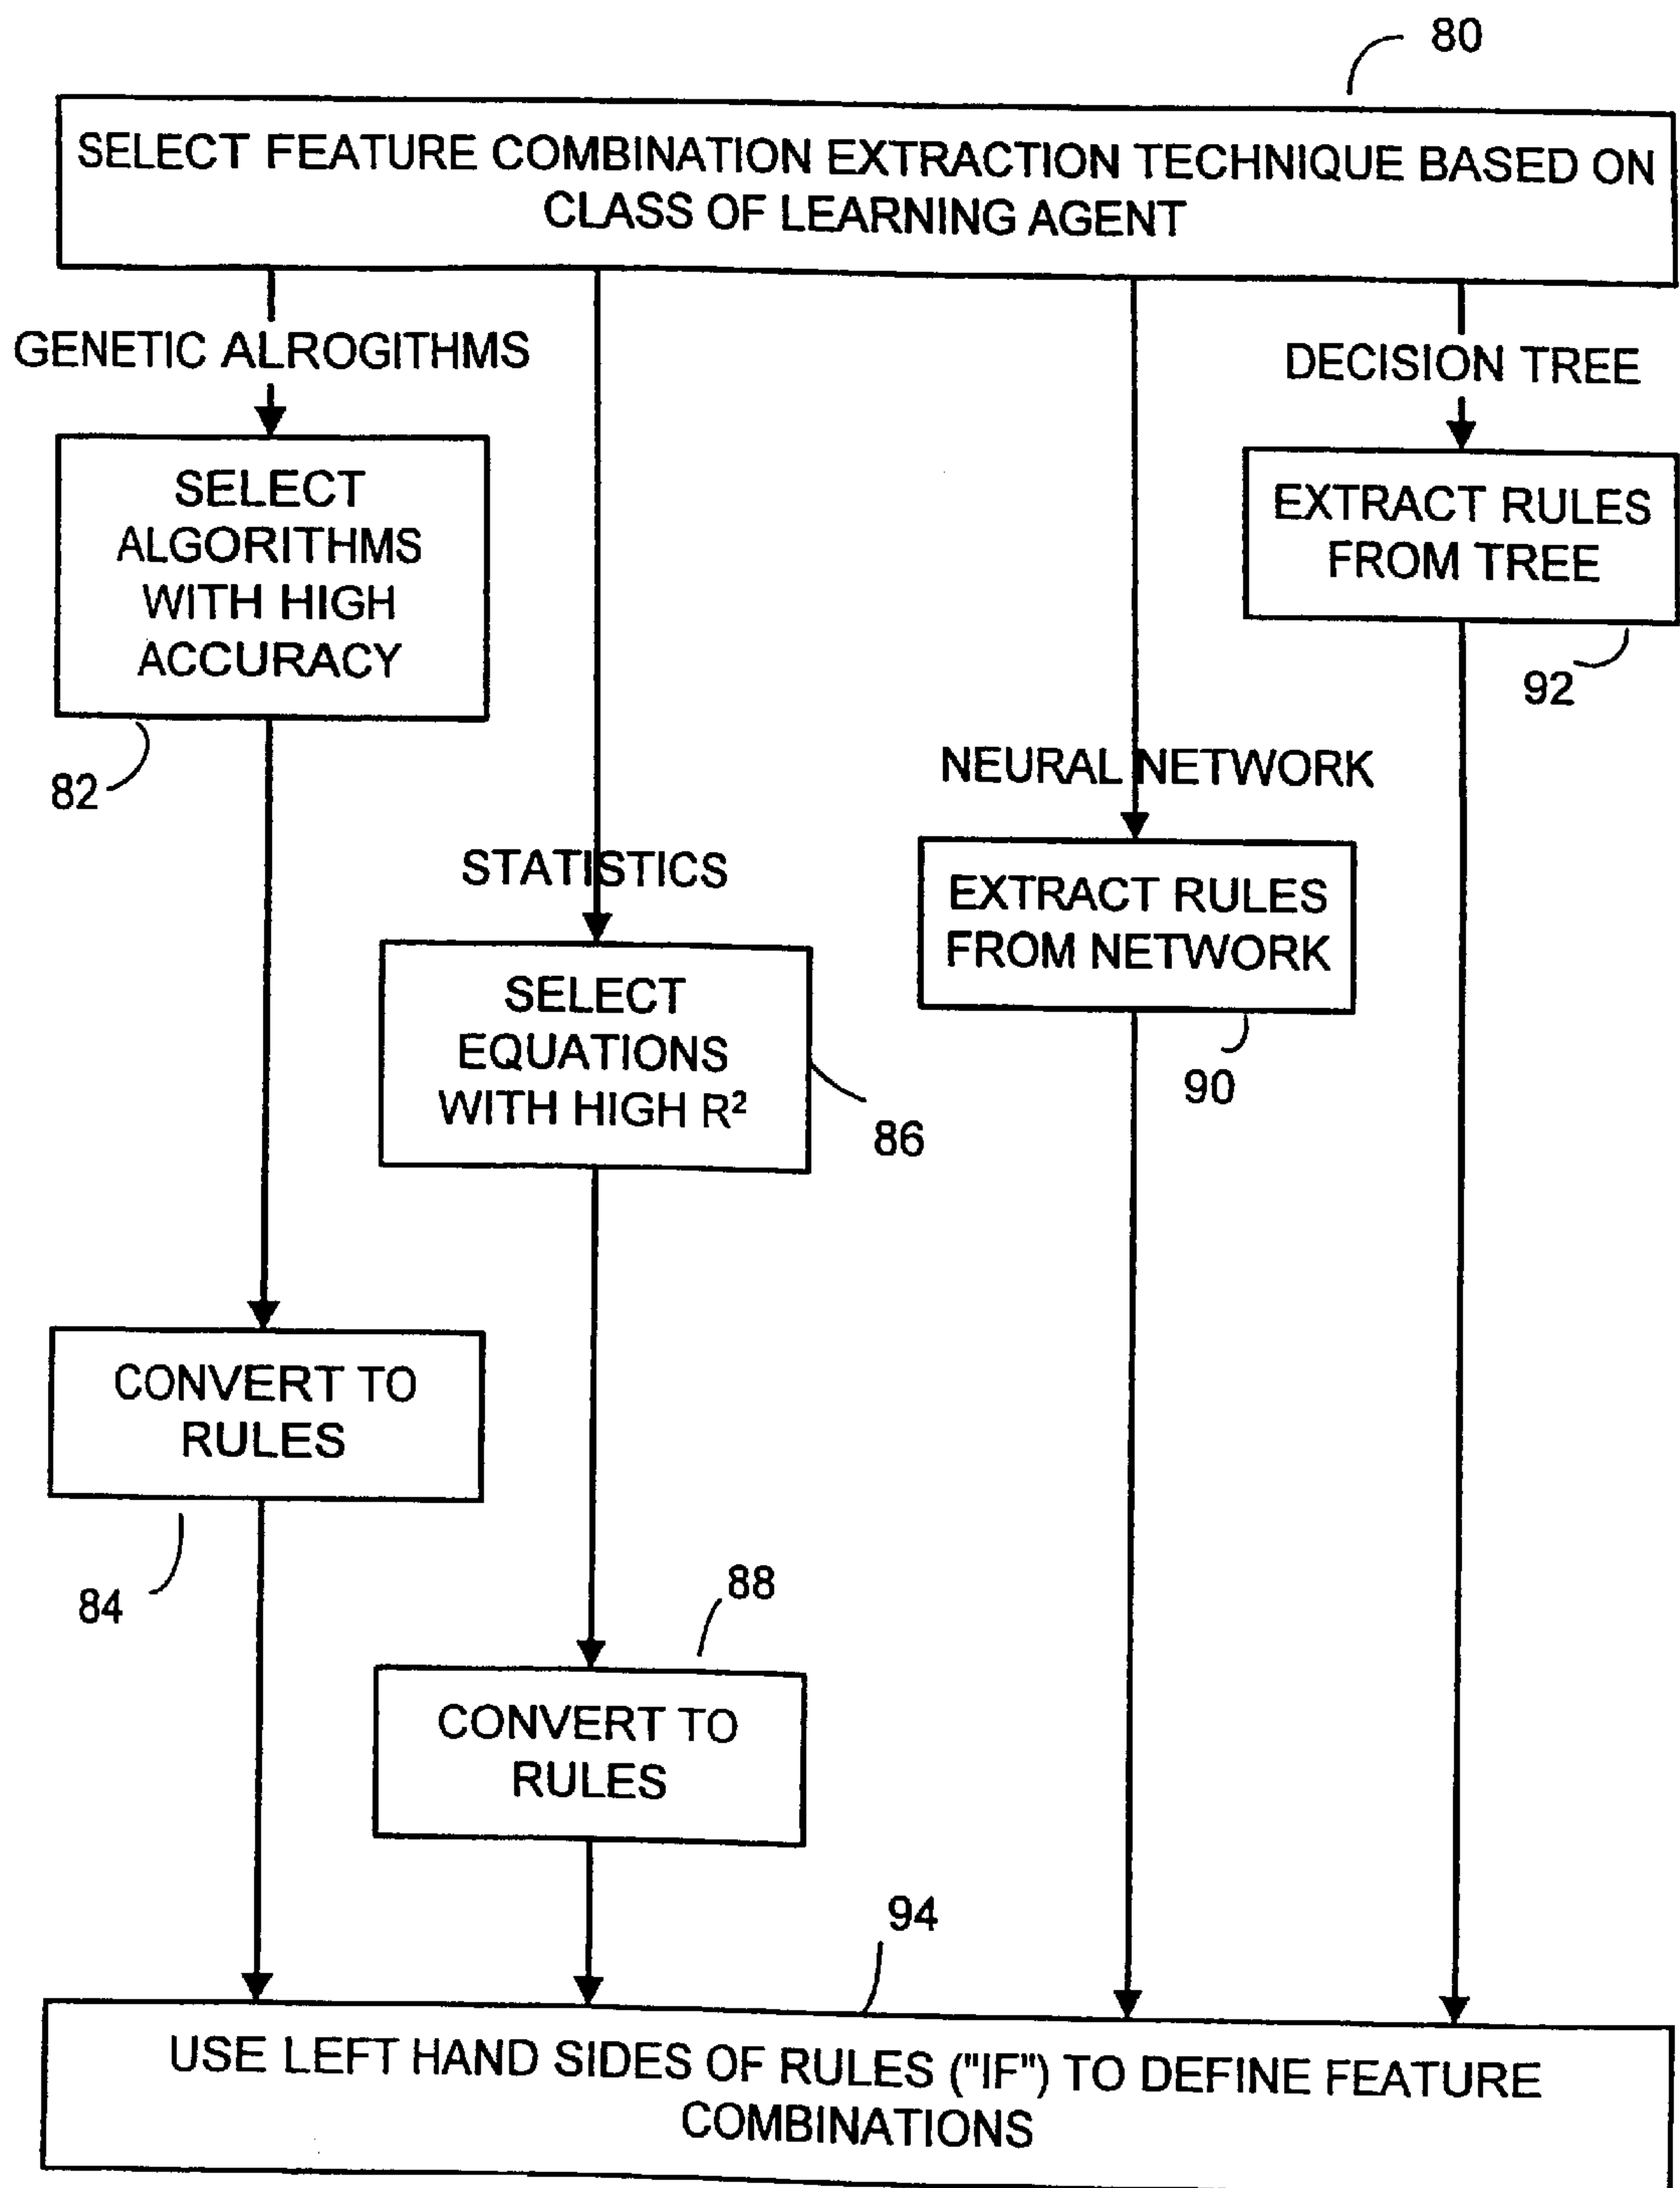 80
SELECT FEATURE COMBINATION EXTRACTION TECHNIQUE BASED ON
CLASS OF LEARNING AGENT
GENETIC ALROGITHMS
DECISION TREE
SELECT
ALGORITHMS
WITH HIGH
ACCURACY
82
EXTRACT RULES
FROM TREE
92
NEURAL NETWORK
EXTRACT RULES
FROM NETWORK
90
STATISTICS
SELECT
EQUATIONS
WITH HIGH R²
86
CONVERT TO
RULES
84
88
CONVERT TO
RULES
94
USE LEFT HAND SIDES OF RULES ("IF") TO DEFINE FEATURE
COMBINATIONS